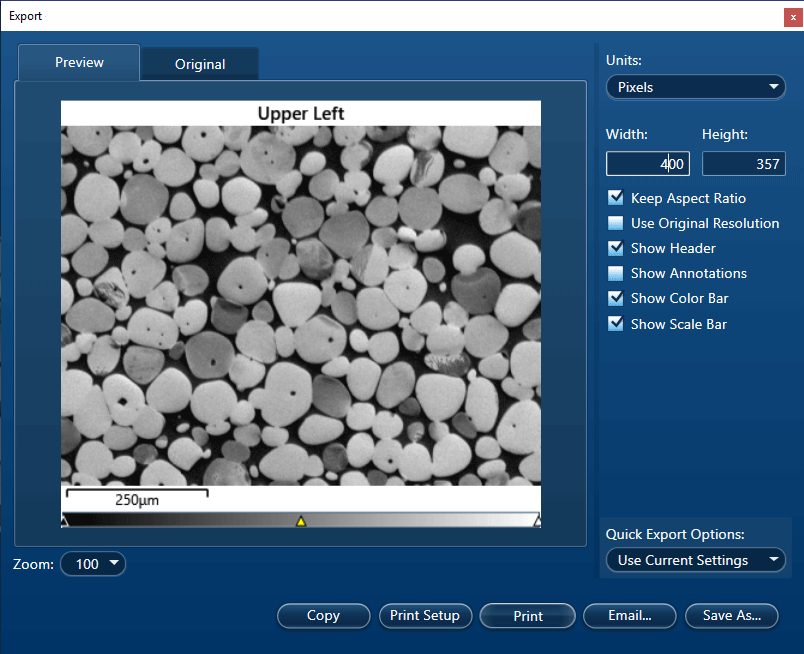 Export
x
Preview
Original
Upper Left
250µm
Units:
Pixels
Width:
Height:
400
357
Keep Aspect Ratio
Use Original Resolution
Show Header
Show Annotations
Show Color Bar
Show Scale Bar
Quick Export Options:
Use Current Settings
Zoom:
100
Copy
Print Setup
Print
Email...
Save As...